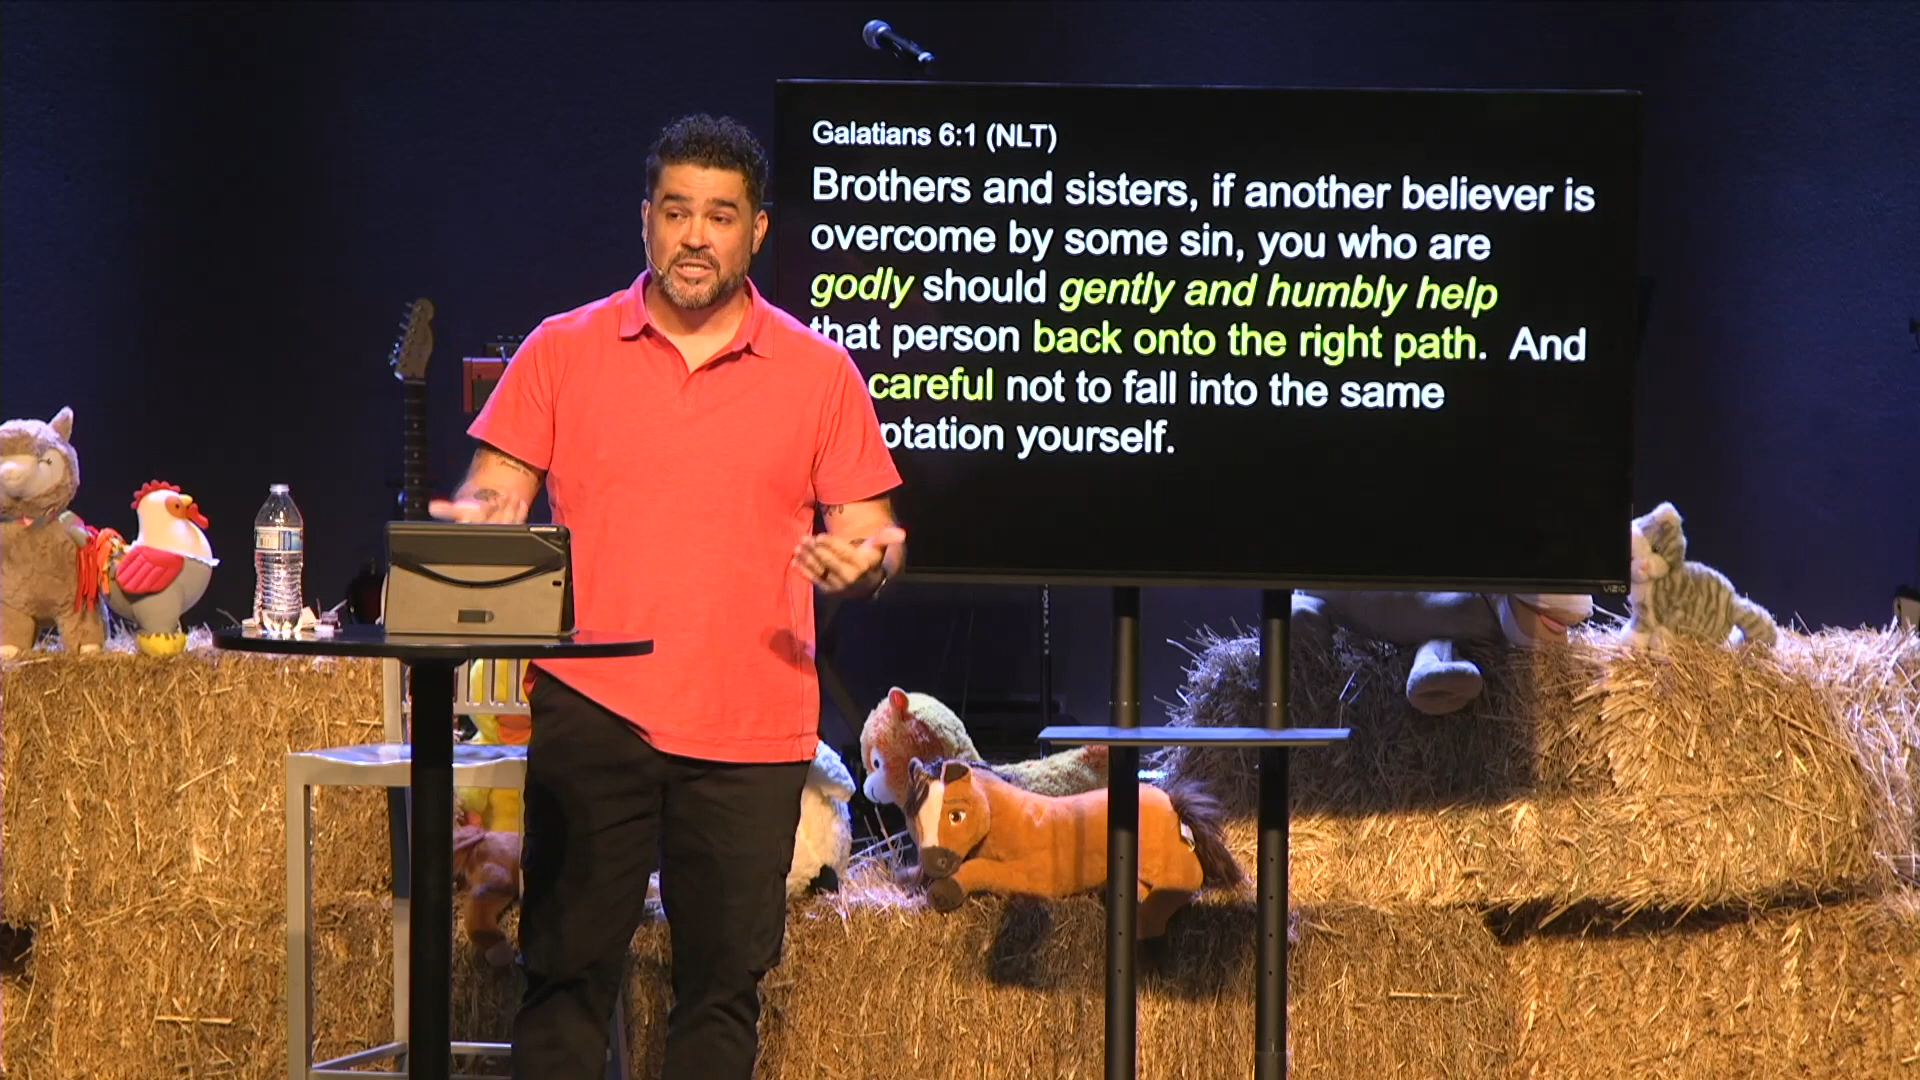 Galatians 6:1 (NLT)
Brothers and sisters, if another believer is
overcome by some sin, you who are
godly should gently and humbly help
that person back onto the right path. And
careful not to fall into the same
ptation yourself.
VIZIO